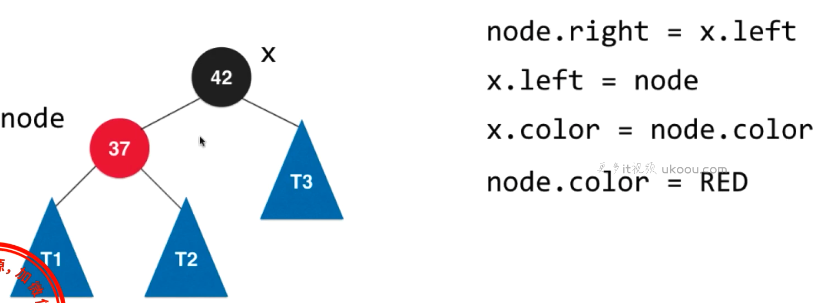 42
x
node
37
T3
T1
T2
node.right = x.left
x.left = node
x.color = node.color
it视频 ukoou.com
node.color = RED